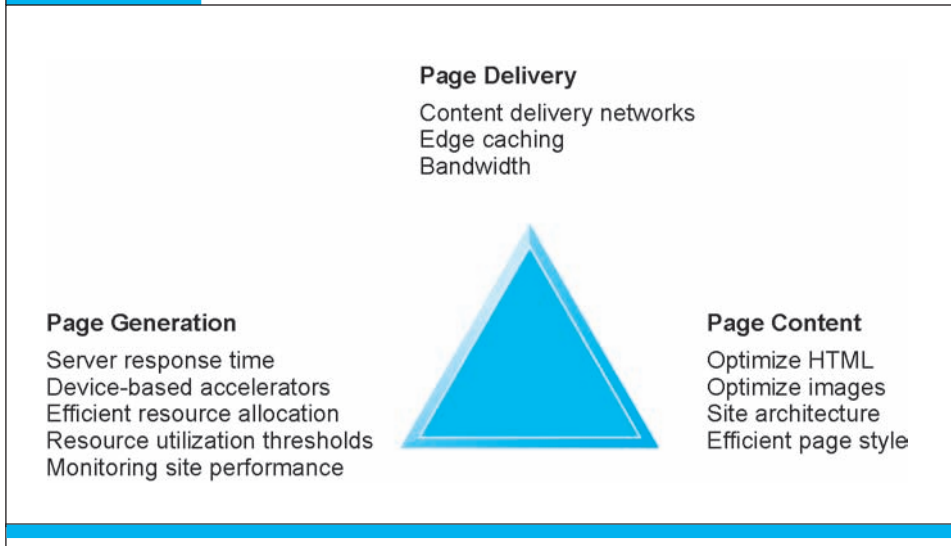 Page Delivery
Content delivery networks
Edge caching
Bandwidth
Page Generation
Server response time
Device-based accelerators
Efficient resource allocation
Resource utilization thresholds
Monitoring site performance
Page Content
Optimize HTML
Optimize images
Site architecture
Efficient page style